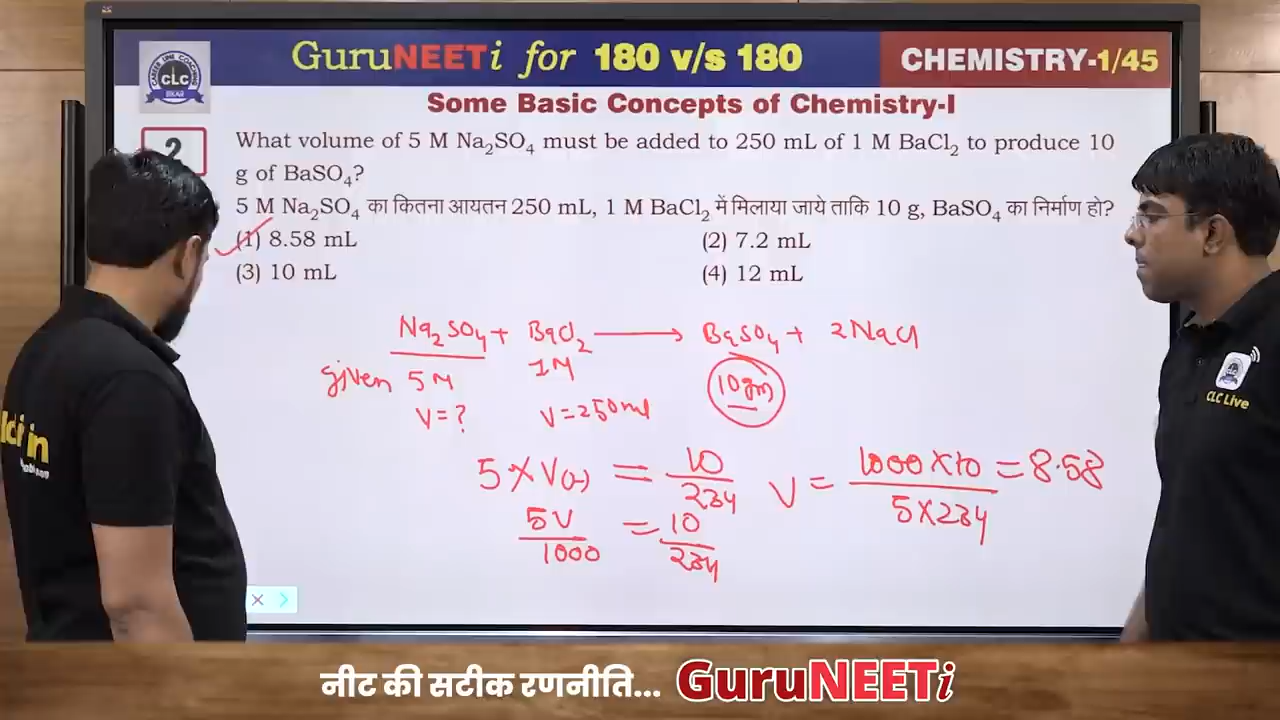 GuruNEETi for 180 v/s 180
CHEMISTRY-1/45
CLC
SIKAR
Some Basic Concepts of Chemistry-I
2
What volume of 5 M Na₂SO₄ must be added to 250 mL of 1 M BaCl₂ to produce 10
g of BaSO₄?
5 M Na₂SO₄ का कितना आयतन 250 mL, 1 M BaCl₂ में मिलाया जाये ताकि 10 g, BaSO₄ का निर्माण हो?
(1) 8.58 mL
(2) 7.2 mL
(3) 10 mL
(4) 12 mL
Na₂SO₄ + BaCl₂ ⟶ BaSO₄ + 2NaCl
given 5M 1M 10gm
V=? V=250ml
5×V(L) = 10/234
V = 1000×10/5×234 = 8.58
5V/1000 = 10/234
CLC Live
नीट की सटीक रणनीति... GuruNEETi